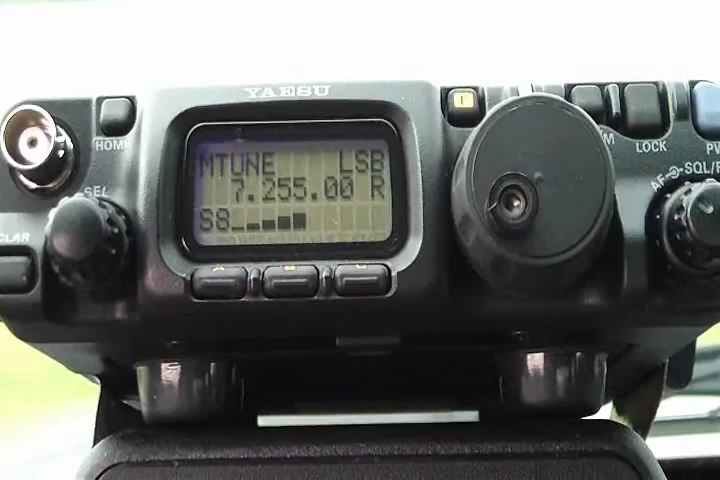 YAESU
HOME
SEL
CLAR
MTUNE LSB
7.255.00 R
S8
A B C
LOCK
AF SQL/R